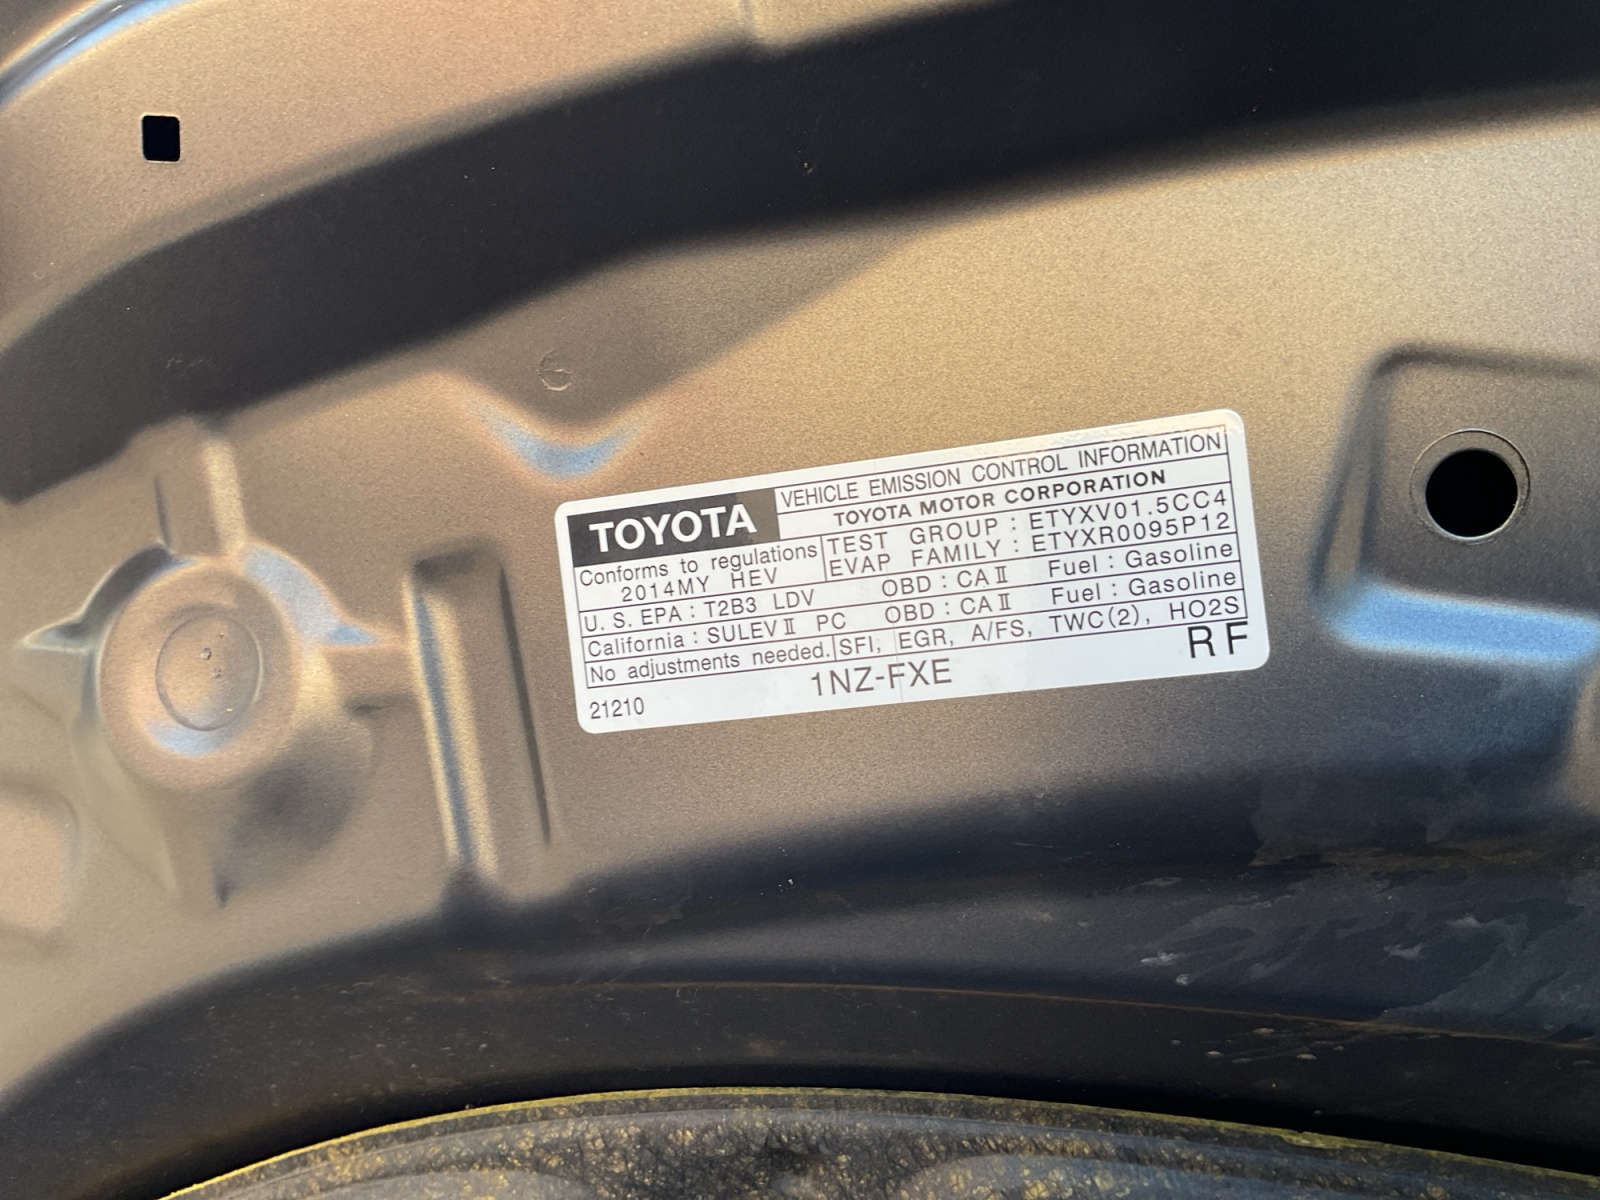 TOYOTA
VEHICLE EMISSION CONTROL INFORMATION
TOYOTA MOTOR CORPORATION
Conforms to regulations
2014MY HEV
TEST GROUP : ETYXV01.5CC4
EVAP FAMILY : ETYXR0095P12
U. S. EPA : T2B3 LDV OBD : CAⅡ Fuel : Gasoline
California : SULEVⅡ PC OBD : CAⅡ Fuel : Gasoline
No adjustments needed. SFI, EGR, A/FS, TWC(2), HO2S
21210 1NZ-FXE RF